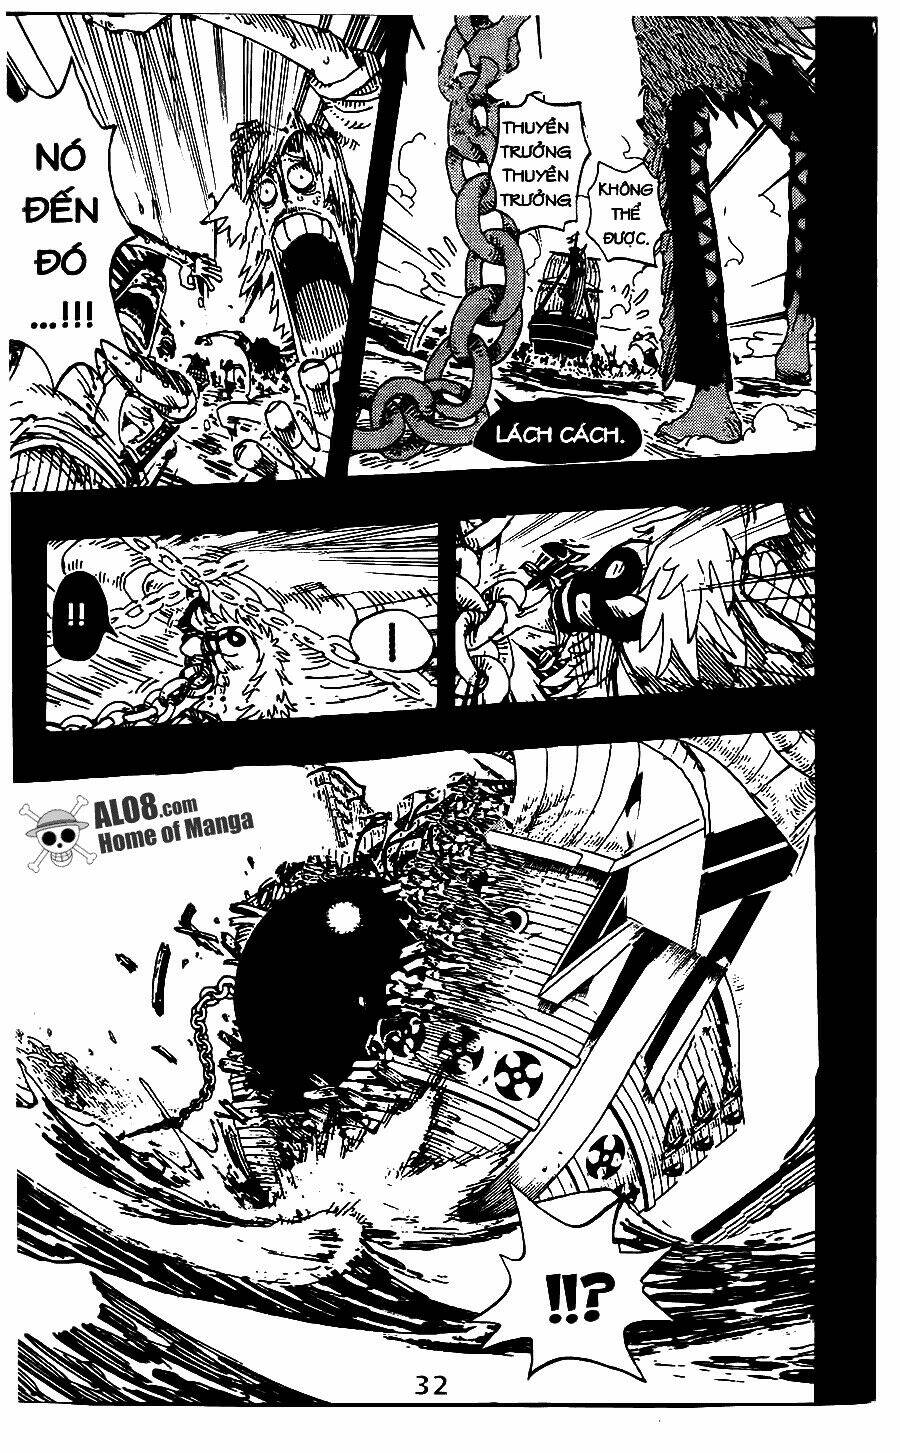 THUYỀN
TRƯỞNG
THUYỀN
TRƯỞNG
KHÔNG
THỂ
ĐƯỢC.
LÁCH CÁCH.
NÓ
ĐẾN
ĐÓ
...!!!
!
!!
ALO8.com
Home of Manga
!!?
32